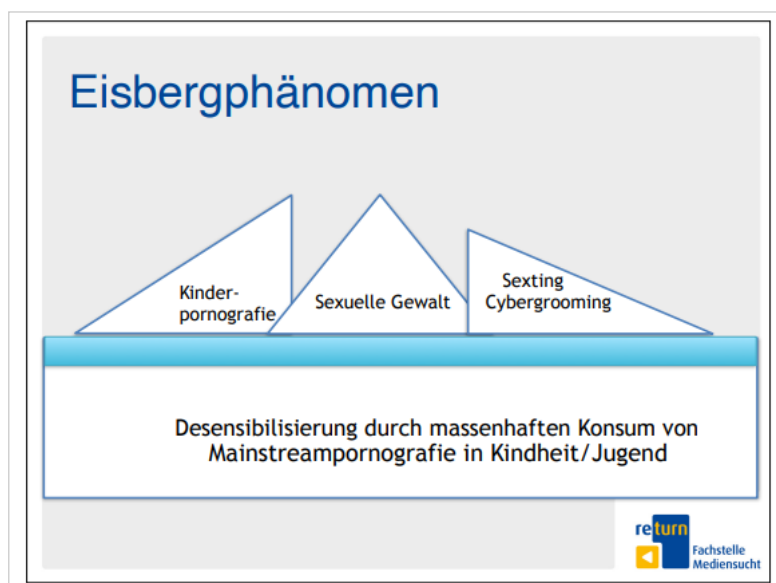 Eisbergphänomen
Kinder-
pornografie
Sexuelle Gewalt
Sexting
Cybergrooming
Desensibilisierung durch massenhaften Konsum von
Mainstreampornografie in Kindheit/Jugend
return
Fachstelle
Mediensucht